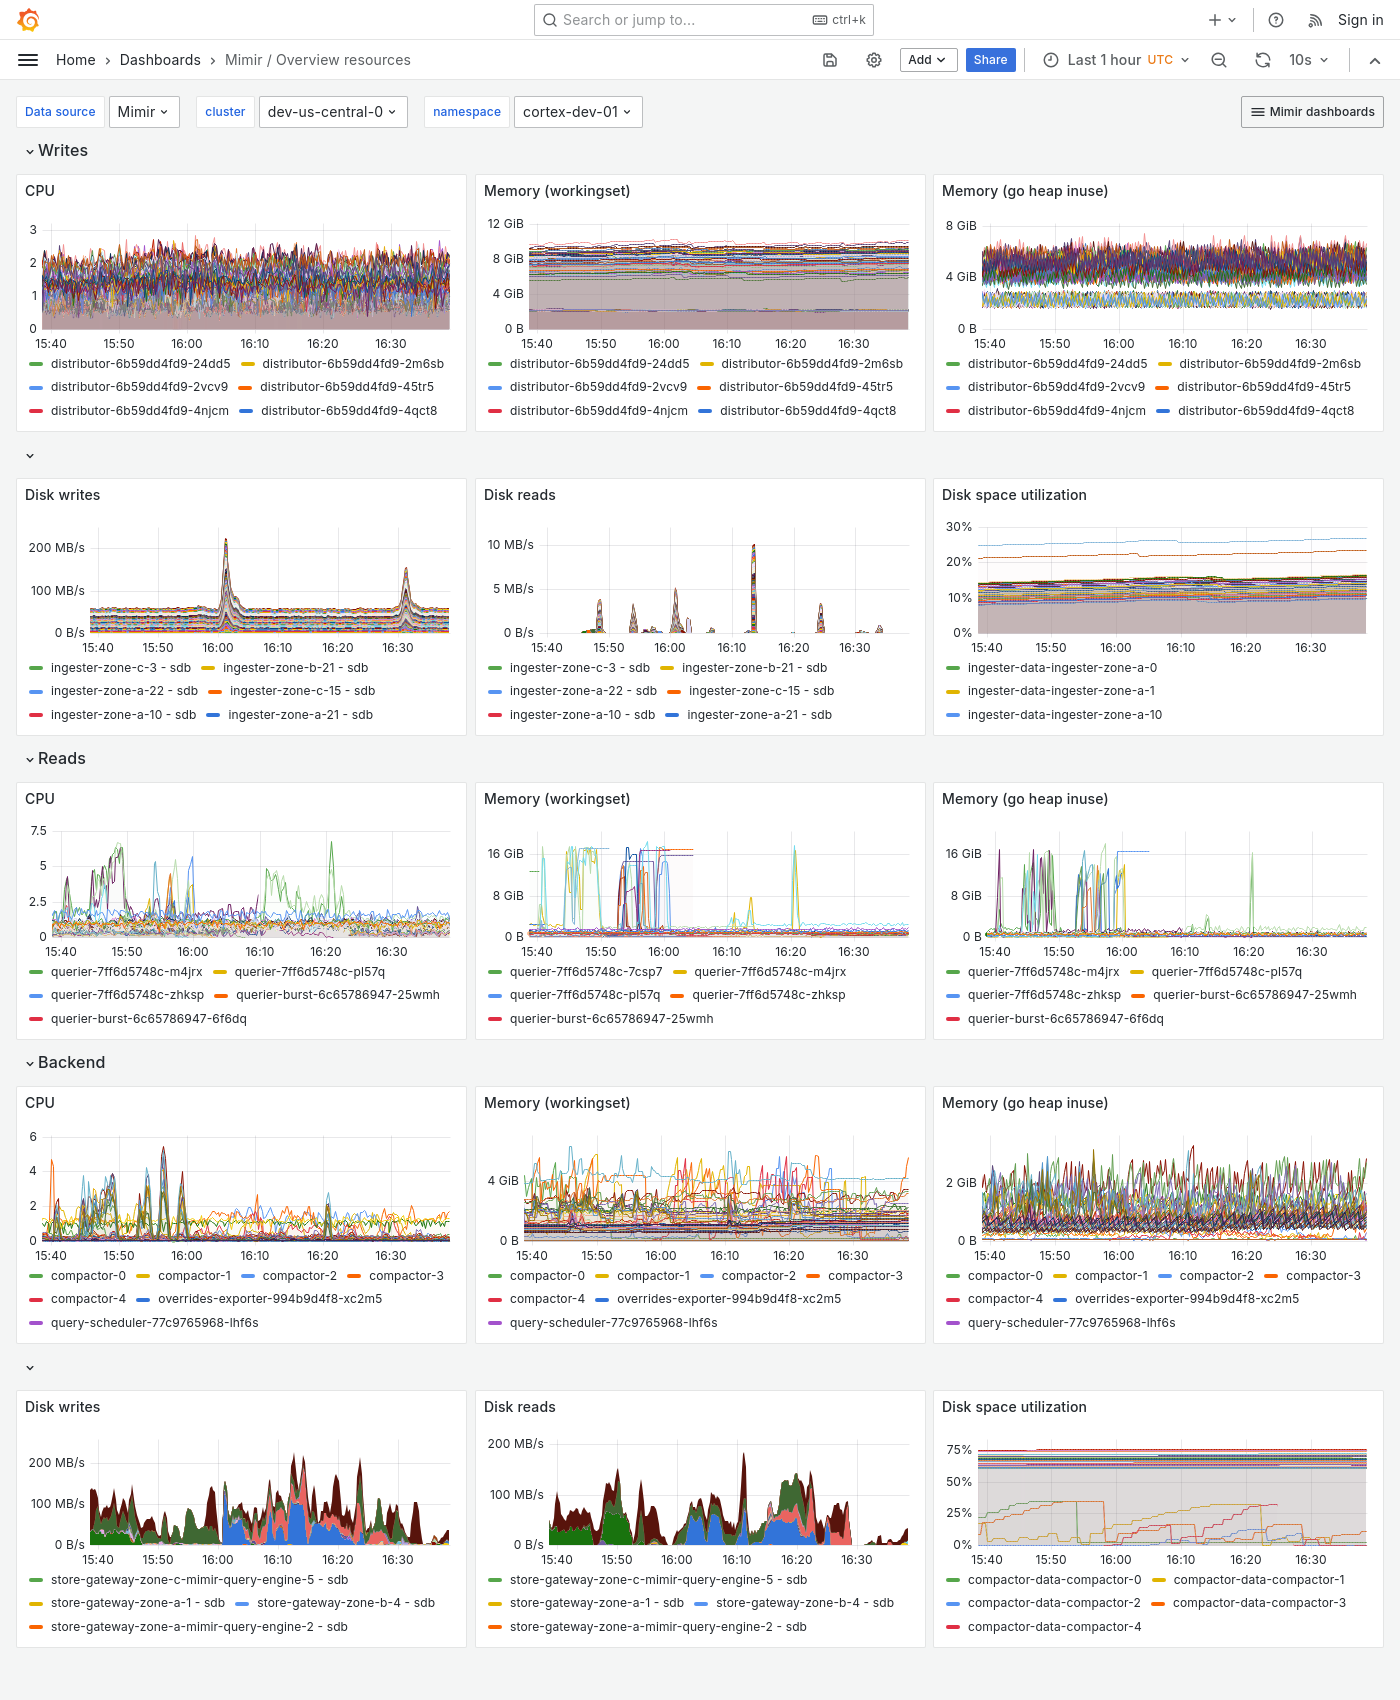 Search or jump to... ctrl+k Sign in
Home Dashboards Mimir / Overview resources Add Share Last 1 hour UTC 10s
Data source Mimir cluster dev-us-central-0 namespace cortex-dev-01 Mimir dashboards
Writes
CPU
3
2
1
0
15:40 15:50 16:00 16:10 16:20 16:30
distributor-6b59dd4fd9-24dd5 distributor-6b59dd4fd9-2m6sb
distributor-6b59dd4fd9-2vcv9 distributor-6b59dd4fd9-45tr5
distributor-6b59dd4fd9-4njcm distributor-6b59dd4fd9-4qct8
Memory (workingset)
12 GiB
8 GiB
4 GiB
0 B
15:40 15:50 16:00 16:10 16:20 16:30
distributor-6b59dd4fd9-24dd5 distributor-6b59dd4fd9-2m6sb
distributor-6b59dd4fd9-2vcv9 distributor-6b59dd4fd9-45tr5
distributor-6b59dd4fd9-4njcm distributor-6b59dd4fd9-4qct8
Memory (go heap inuse)
8 GiB
4 GiB
0 B
15:40 15:50 16:00 16:10 16:20 16:30
distributor-6b59dd4fd9-24dd5 distributor-6b59dd4fd9-2m6sb
distributor-6b59dd4fd9-2vcv9 distributor-6b59dd4fd9-45tr5
distributor-6b59dd4fd9-4njcm distributor-6b59dd4fd9-4qct8
Disk writes
200 MB/s
100 MB/s
0 B/s
15:40 15:50 16:00 16:10 16:20 16:30
ingester-zone-c-3 - sdb ingester-zone-b-21 - sdb
ingester-zone-a-22 - sdb ingester-zone-c-15 - sdb
ingester-zone-a-10 - sdb ingester-zone-a-21 - sdb
Disk reads
10 MB/s
5 MB/s
0 B/s
15:40 15:50 16:00 16:10 16:20 16:30
ingester-zone-c-3 - sdb ingester-zone-b-21 - sdb
ingester-zone-a-22 - sdb ingester-zone-c-15 - sdb
ingester-zone-a-10 - sdb ingester-zone-a-21 - sdb
Disk space utilization
30%
20%
10%
0%
15:40 15:50 16:00 16:10 16:20 16:30
ingester-data-ingester-zone-a-0
ingester-data-ingester-zone-a-1
ingester-data-ingester-zone-a-10
Reads
CPU
7.5
5
2.5
0
15:40 15:50 16:00 16:10 16:20 16:30
querier-7ff6d5748c-m4jrx querier-7ff6d5748c-pl57q
querier-7ff6d5748c-zhksp querier-burst-6c65786947-25wmh
querier-burst-6c65786947-6f6dq
Memory (workingset)
16 GiB
8 GiB
0 B
15:40 15:50 16:00 16:10 16:20 16:30
querier-7ff6d5748c-7csp7 querier-7ff6d5748c-m4jrx
querier-7ff6d5748c-pl57q querier-7ff6d5748c-zhksp
querier-burst-6c65786947-25wmh
Memory (go heap inuse)
16 GiB
8 GiB
0 B
15:40 15:50 16:00 16:10 16:20 16:30
querier-7ff6d5748c-m4jrx querier-7ff6d5748c-pl57q
querier-7ff6d5748c-zhksp querier-burst-6c65786947-25wmh
querier-burst-6c65786947-6f6dq
Backend
CPU
6
4
2
0
15:40 15:50 16:00 16:10 16:20 16:30
compactor-0 compactor-1 compactor-2 compactor-3
compactor-4 overrides-exporter-994b9d4f8-xc2m5
query-scheduler-77c9765968-lhf6s
Memory (workingset)
4 GiB
0 B
15:40 15:50 16:00 16:10 16:20 16:30
compactor-0 compactor-1 compactor-2 compactor-3
compactor-4 overrides-exporter-994b9d4f8-xc2m5
query-scheduler-77c9765968-lhf6s
Memory (go heap inuse)
2 GiB
0 B
15:40 15:50 16:00 16:10 16:20 16:30
compactor-0 compactor-1 compactor-2 compactor-3
compactor-4 overrides-exporter-994b9d4f8-xc2m5
query-scheduler-77c9765968-lhf6s
Disk writes
200 MB/s
100 MB/s
0 B/s
15:40 15:50 16:00 16:10 16:20 16:30
store-gateway-zone-c-mimir-query-engine-5 - sdb
store-gateway-zone-a-1 - sdb store-gateway-zone-b-4 - sdb
store-gateway-zone-a-mimir-query-engine-2 - sdb
Disk reads
200 MB/s
100 MB/s
0 B/s
15:40 15:50 16:00 16:10 16:20 16:30
store-gateway-zone-c-mimir-query-engine-5 - sdb
store-gateway-zone-a-1 - sdb store-gateway-zone-b-4 - sdb
store-gateway-zone-a-mimir-query-engine-2 - sdb
Disk space utilization
75%
50%
25%
0%
15:40 15:50 16:00 16:10 16:20 16:30
compactor-data-compactor-0 compactor-data-compactor-1
compactor-data-compactor-2 compactor-data-compactor-3
compactor-data-compactor-4